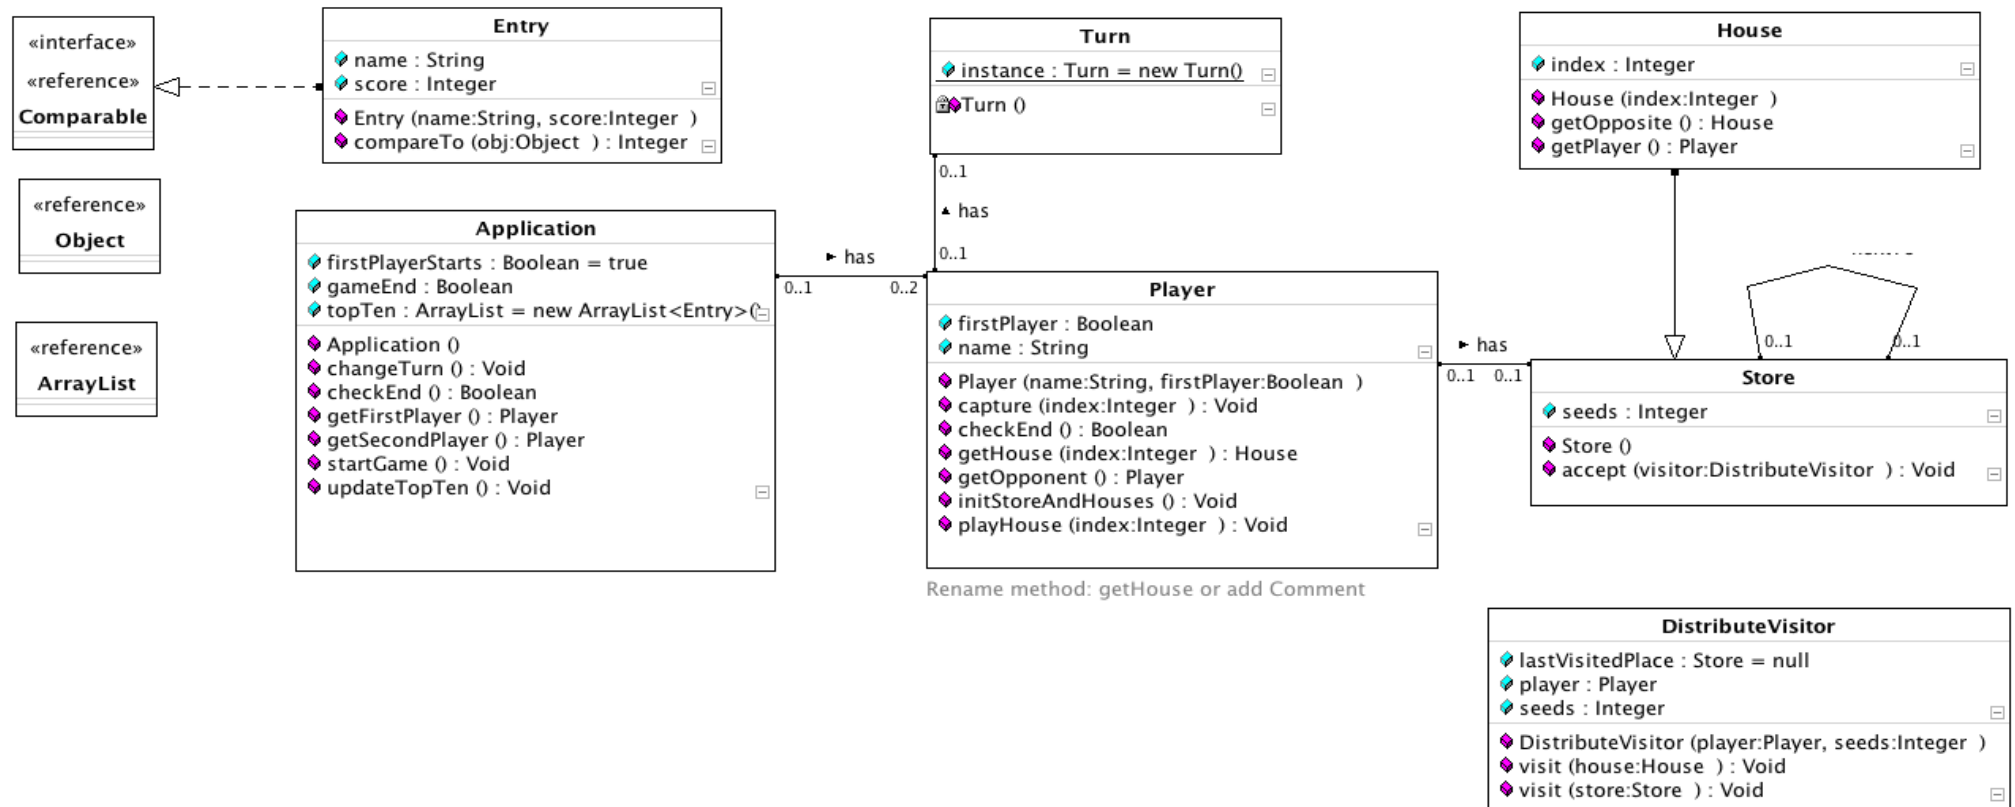 «interface»
«reference»
Comparable
«reference»
Object
«reference»
ArrayList
Entry
name : String
score : Integer
Entry (name:String, score:Integer )
compareTo (obj:Object ) : Integer
Application
firstPlayerStarts : Boolean = true
gameEnd : Boolean
topTen : ArrayList = new ArrayList<Entry>(
Application ()
changeTurn () : Void
checkEnd () : Boolean
getFirstPlayer () : Player
getSecondPlayer () : Player
startGame () : Void
updateTopTen () : Void
has
0..1 0..2
Turn
instance : Turn = new Turn()
Turn ()
0..1
has
0..1
Player
firstPlayer : Boolean
name : String
Player (name:String, firstPlayer:Boolean )
capture (index:Integer ) : Void
checkEnd () : Boolean
getHouse (index:Integer ) : House
getOpponent () : Player
initStoreAndHouses () : Void
playHouse (index:Integer ) : Void
Rename method: getHouse or add Comment
has
0..1 0..1
House
index : Integer
House (index:Integer )
getOpposite () : House
getPlayer () : Player
0..1 0..1
Store
seeds : Integer
Store ()
accept (visitor:DistributeVisitor ) : Void
DistributeVisitor
lastVisitedPlace : Store = null
player : Player
seeds : Integer
DistributeVisitor (player:Player, seeds:Integer )
visit (house:House ) : Void
visit (store:Store ) : Void